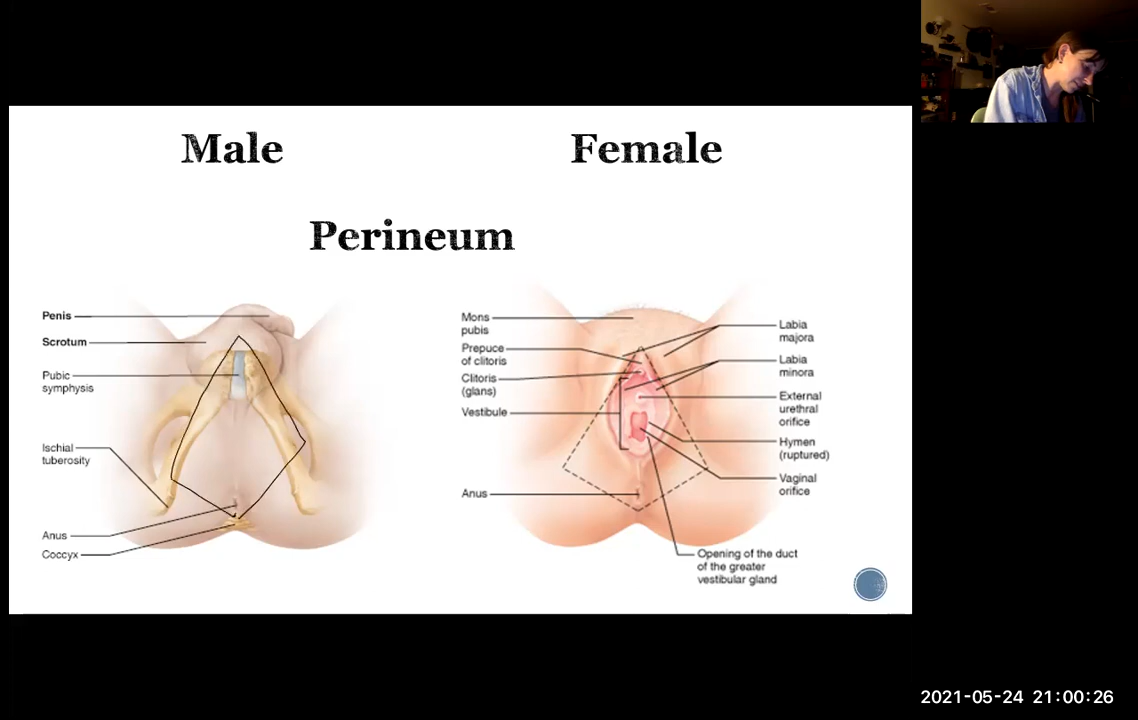 Male
Female
Perineum
Penis
Scrotum
Pubic
symphysis
Ischial
tuberosity
Anus
Coccyx
Mons
pubis
Prepuce
of clitoris
Clitoris
(glans)
Vestibule
Anus
Labia
majora
Labia
minora
External
urethral
orifice
Hymen
(ruptured)
Vaginal
orifice
Opening of the duct
of the greater
vestibular gland
2021-05-24 21:00:26